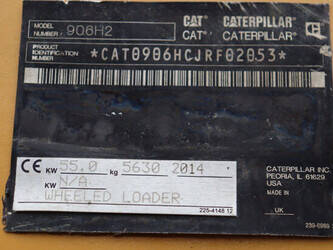 MODEL NUMBER 906H2 CAT CATERPILLAR
CAT CATERPILLAR
PRODUCT IDENTIFICATION NUMBER *CAT0906HCJRF02053*
CE KW 55.0 kg 5630 2014
KW N/A
WHEELED LOADER
225-4148 12
CATERPILLAR INC.
PEORIA, IL 61629
USA
MADE IN
UK